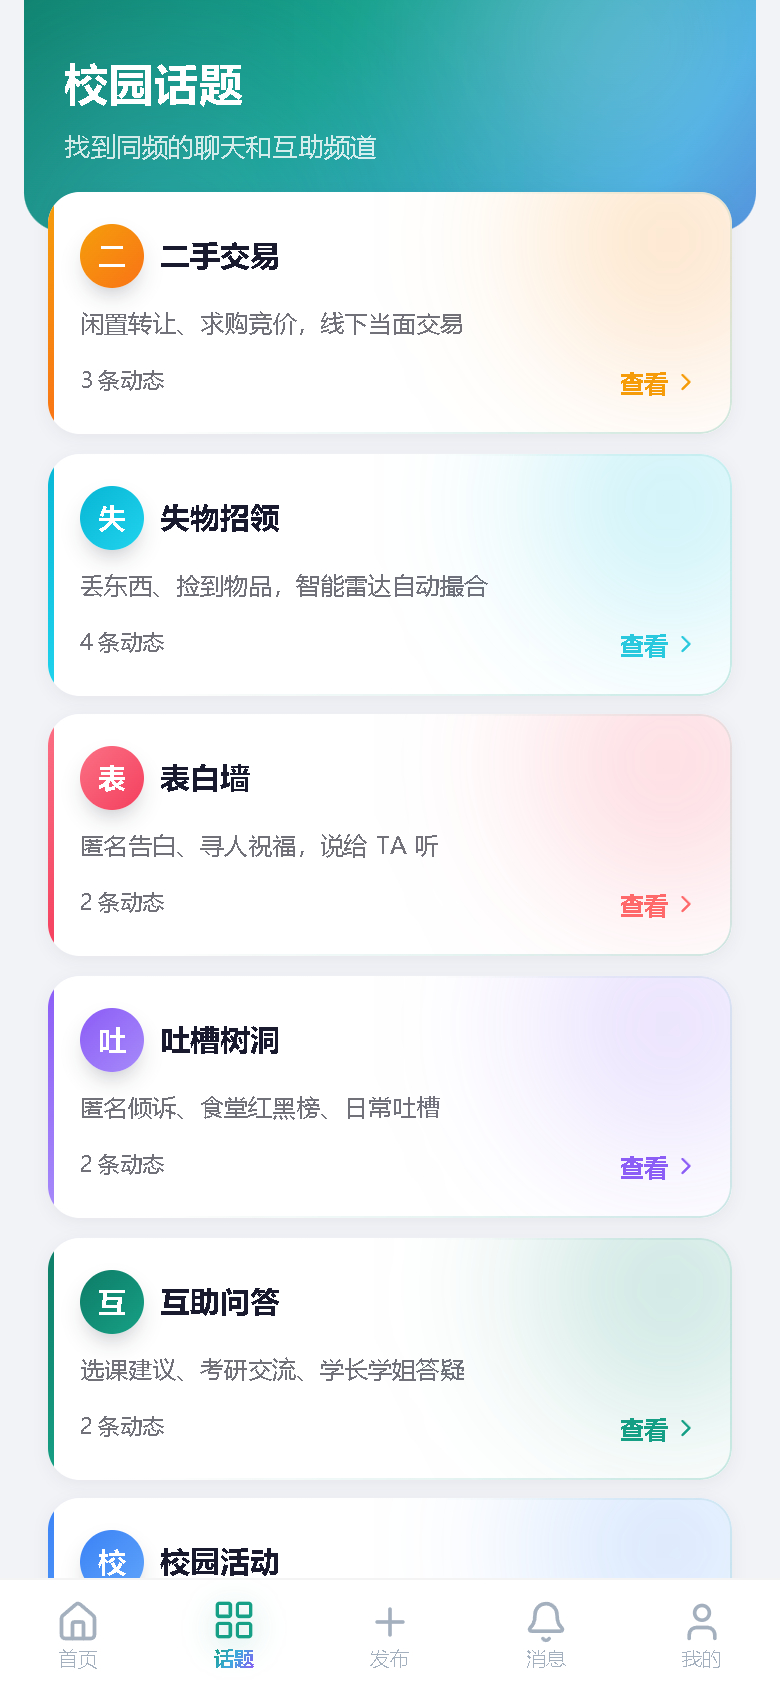 校园话题
找到同频的聊天和互助频道
二 二手交易
闲置转让、求购竞价，线下当面交易
3 条动态 查看
失 失物招领
丢东西、捡到物品，智能雷达自动撮合
4 条动态 查看
表 表白墙
匿名告白、寻人祝福，说给 TA 听
2 条动态 查看
吐 吐槽树洞
匿名倾诉、食堂红黑榜、日常吐槽
2 条动态 查看
互 互助问答
选课建议、考研交流、学长学姐答疑
2 条动态 查看
校 校园活动
首页 话题 发布 消息 我的